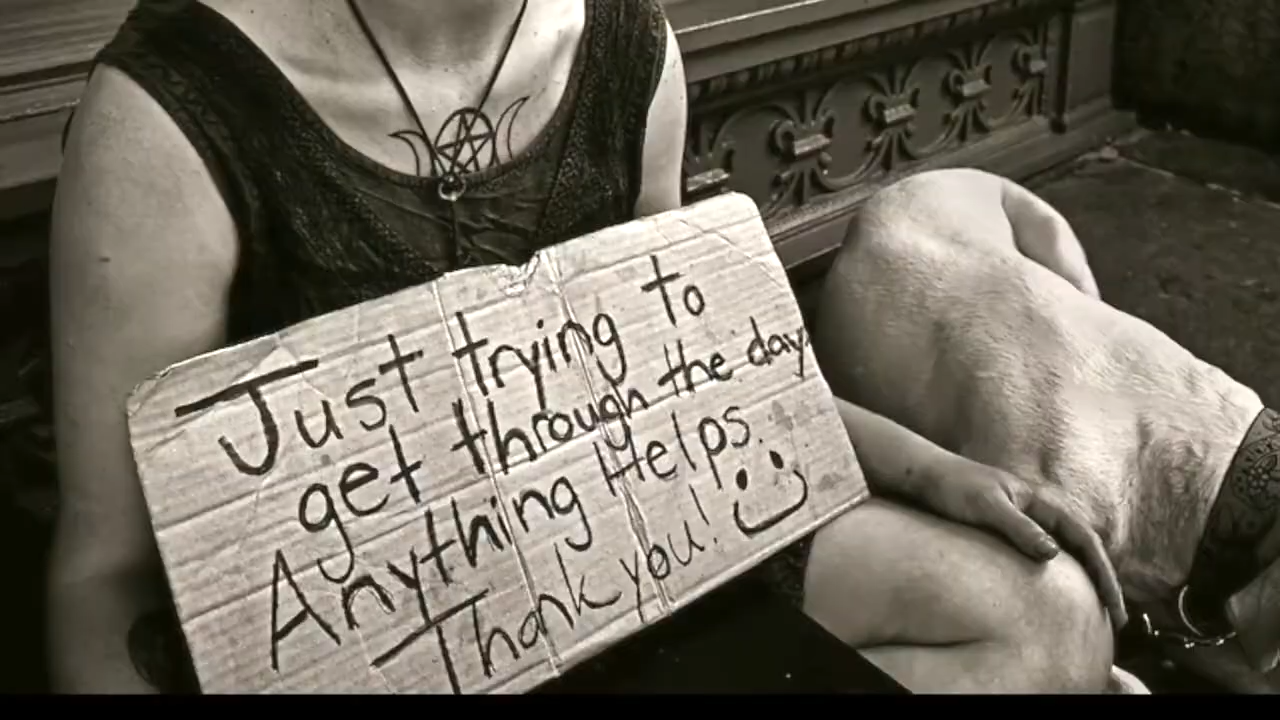 Just trying to
get through the day.
Anything Helps.
Thank you!